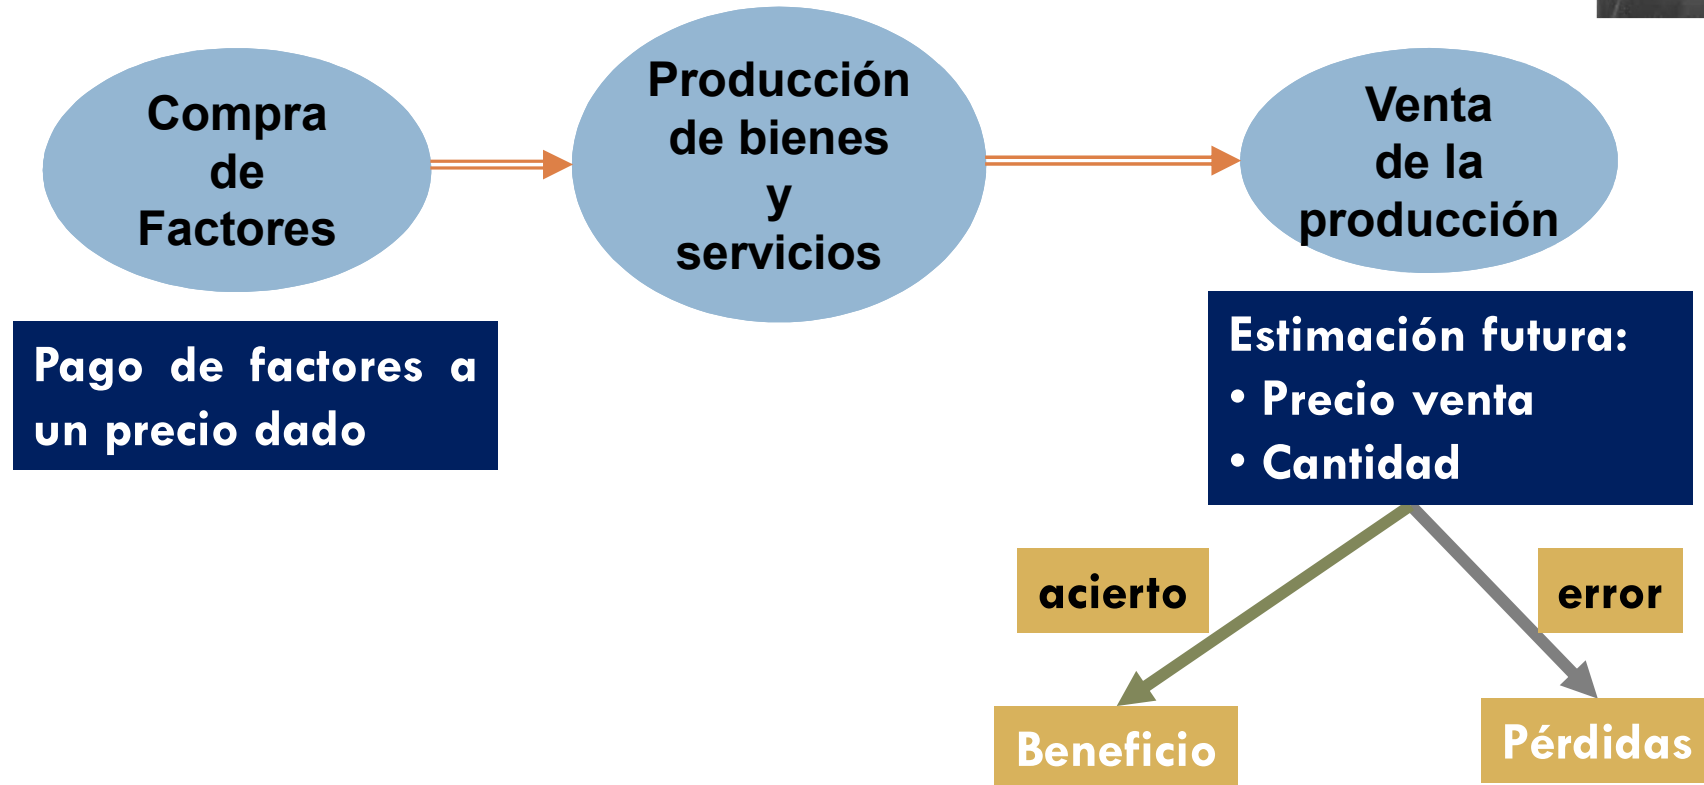 Compra
de
Factores
Producción
de bienes
y
servicios
Venta
de la
producción
Pago de factores a
un precio dado
Estimación futura:
• Precio venta
• Cantidad
acierto
error
Beneficio
Pérdidas